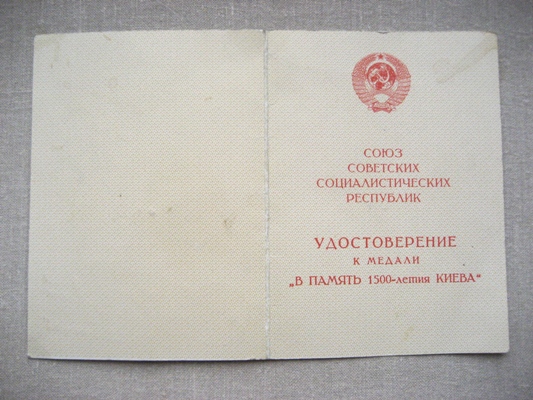 СОЮЗ
СОВЕТСКИХ
СОЦИАЛИСТИЧЕСКИХ
РЕСПУБЛИК
УДОСТОВЕРЕНИЕ
К МЕДАЛИ
„В ПАМЯТЬ 1500-летия КИЕВА“